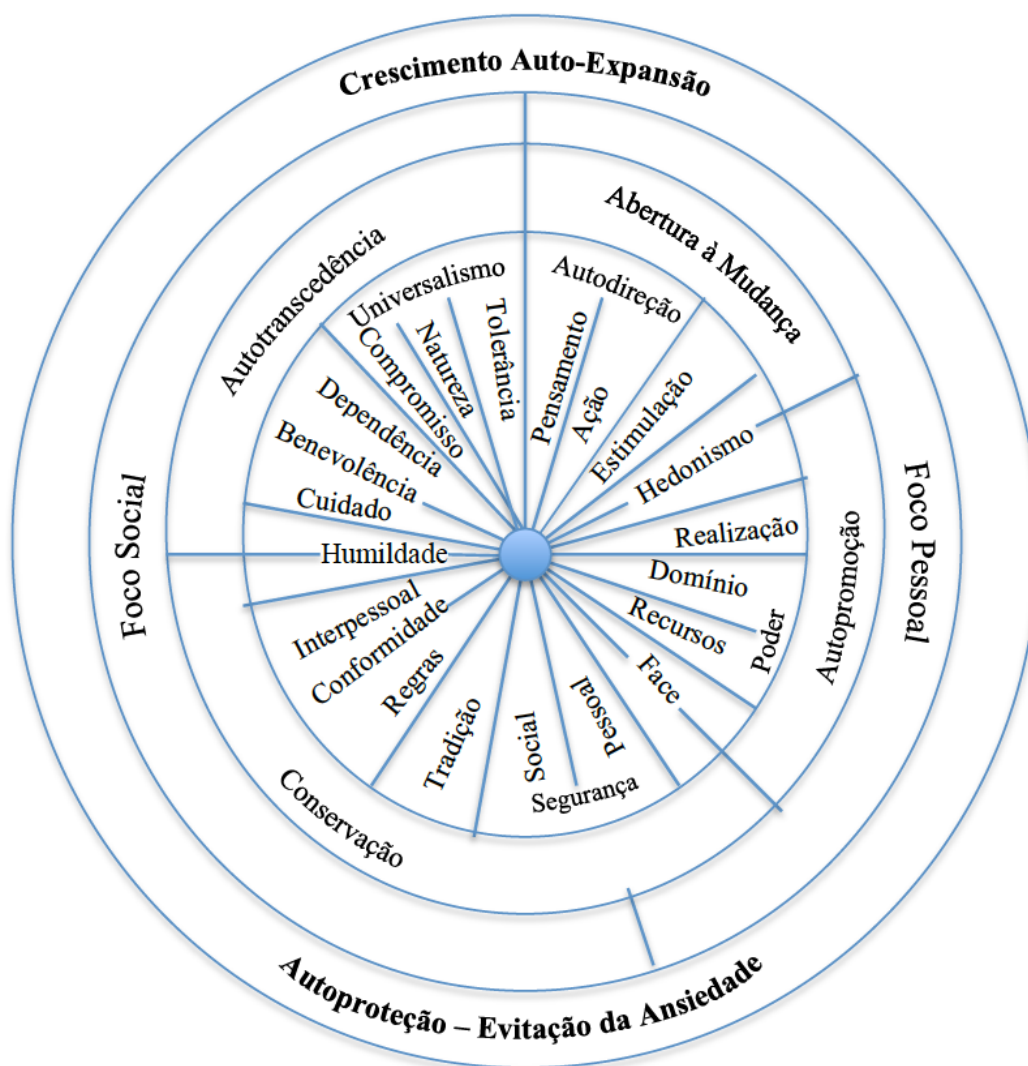 Crescimento Auto-Expansão
Abertura à Mudança
Autotranscedência
Foco Social
Foco Pessoal
Autopromoção
Conservação
Autoproteção – Evitação da Ansiedade
Universalismo
Tolerância
Natureza
Compromisso
Dependência
Benevolência
Cuidado
Humildade
Interpessoal
Conformidade
Regras
Tradição
Social
Pessoal
Segurança
Face
Recursos
Poder
Domínio
Realização
Hedonismo
Estimulação
Ação
Pensamento
Autodireção